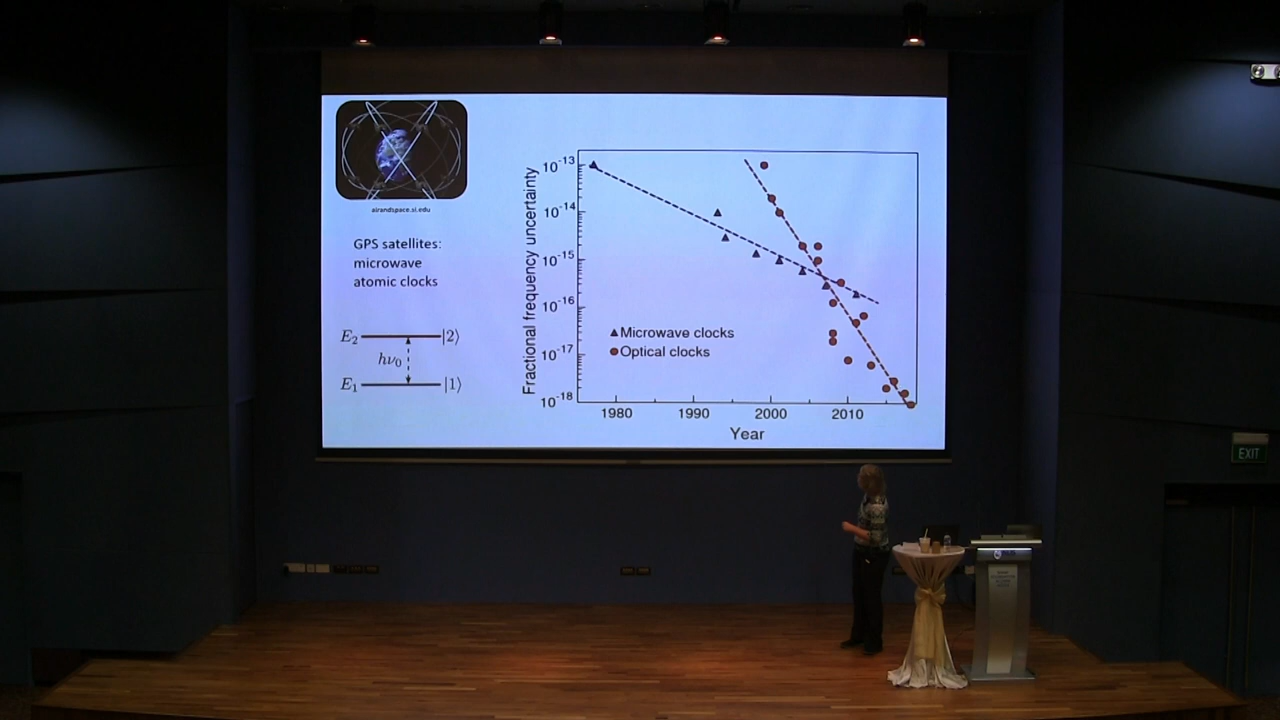 airandspace.si.edu
GPS satellites:
microwave
atomic clocks
E₂ |2⟩
hν₀
E₁ |1⟩
Fractional frequency uncertainty
10⁻¹³
10⁻¹⁴
10⁻¹⁵
10⁻¹⁶
10⁻¹⁷
10⁻¹⁸
Microwave clocks
Optical clocks
1980 1990 2000 2010
Year
EXIT